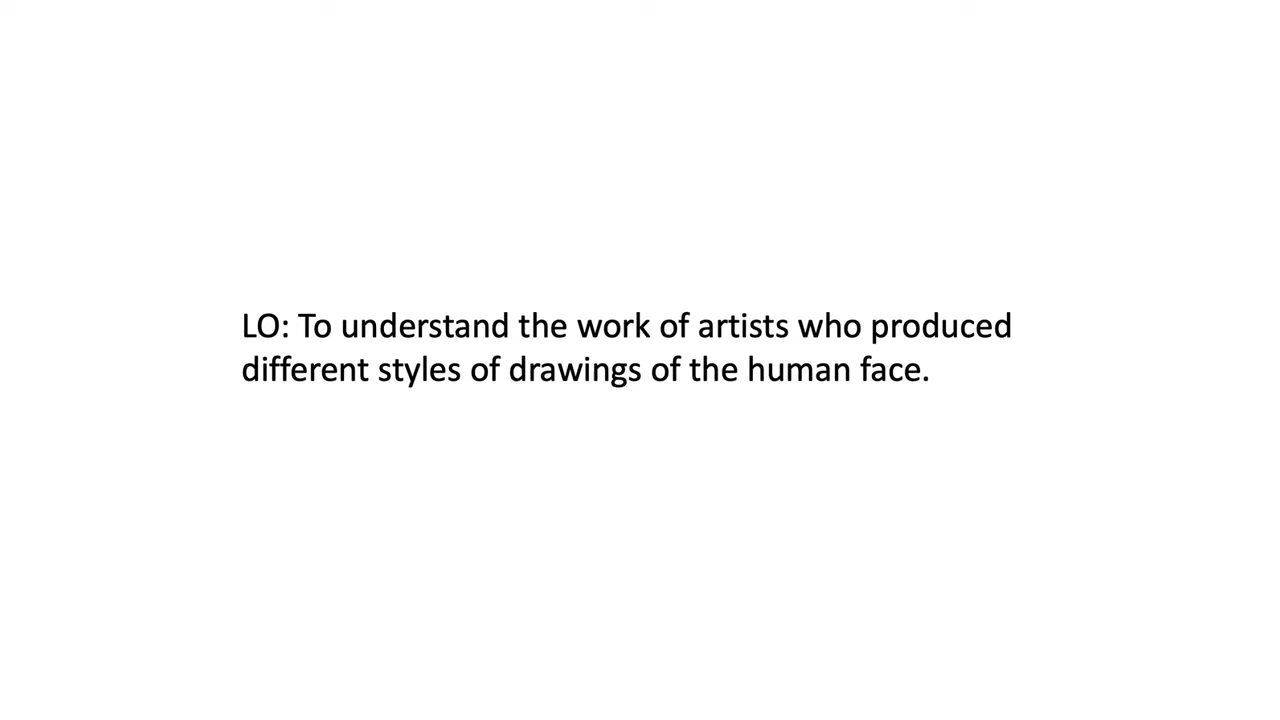 LO: To understand the work of artists who produced
different styles of drawings of the human face.